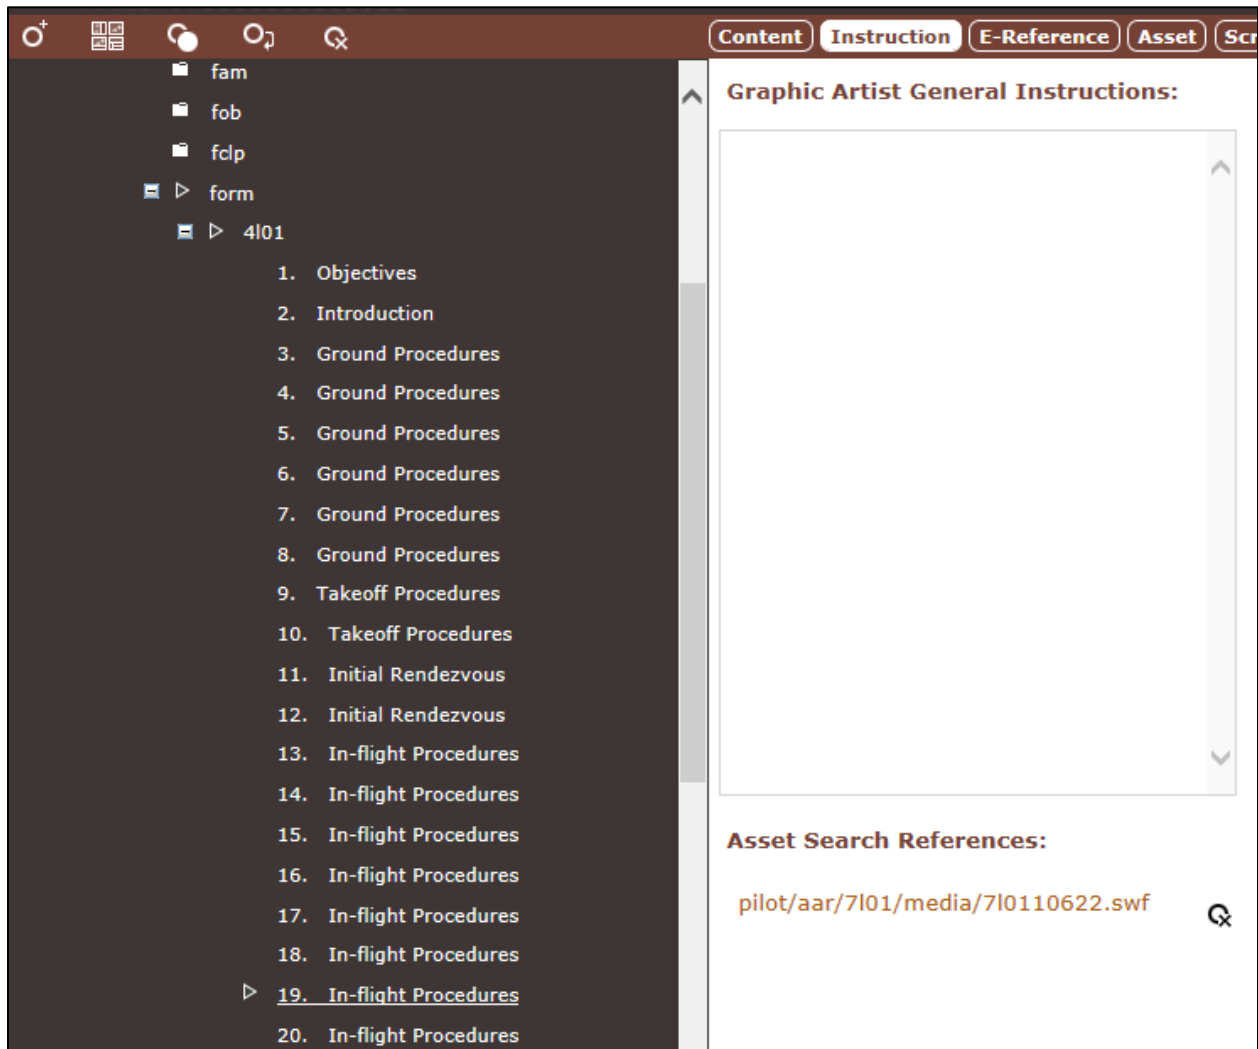 Content Instruction E-Reference Asset Scr
fam
fob
fclp
form
4l01
1. Objectives
2. Introduction
3. Ground Procedures
4. Ground Procedures
5. Ground Procedures
6. Ground Procedures
7. Ground Procedures
8. Ground Procedures
9. Takeoff Procedures
10. Takeoff Procedures
11. Initial Rendezvous
12. Initial Rendezvous
13. In-flight Procedures
14. In-flight Procedures
15. In-flight Procedures
16. In-flight Procedures
17. In-flight Procedures
18. In-flight Procedures
19. In-flight Procedures
20. In-flight Procedures
Graphic Artist General Instructions:
Asset Search References:
pilot/aar/7l01/media/7l0110622.swf